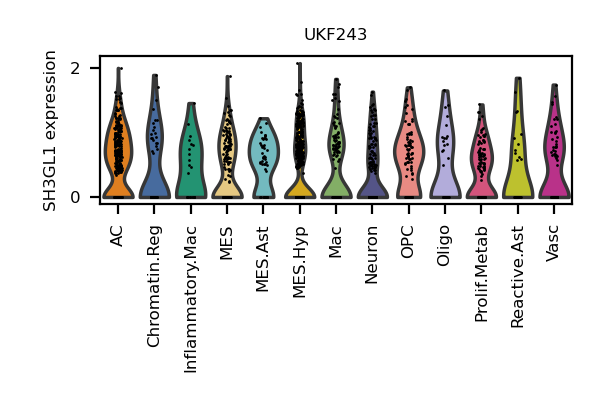 UKF243
SH3GL1 expression
2
0
AC
Chromatin.Reg
Inflammatory.Mac
MES
MES.Ast
MES.Hyp
Mac
Neuron
OPC
Oligo
Prolif.Metab
Reactive.Ast
Vasc